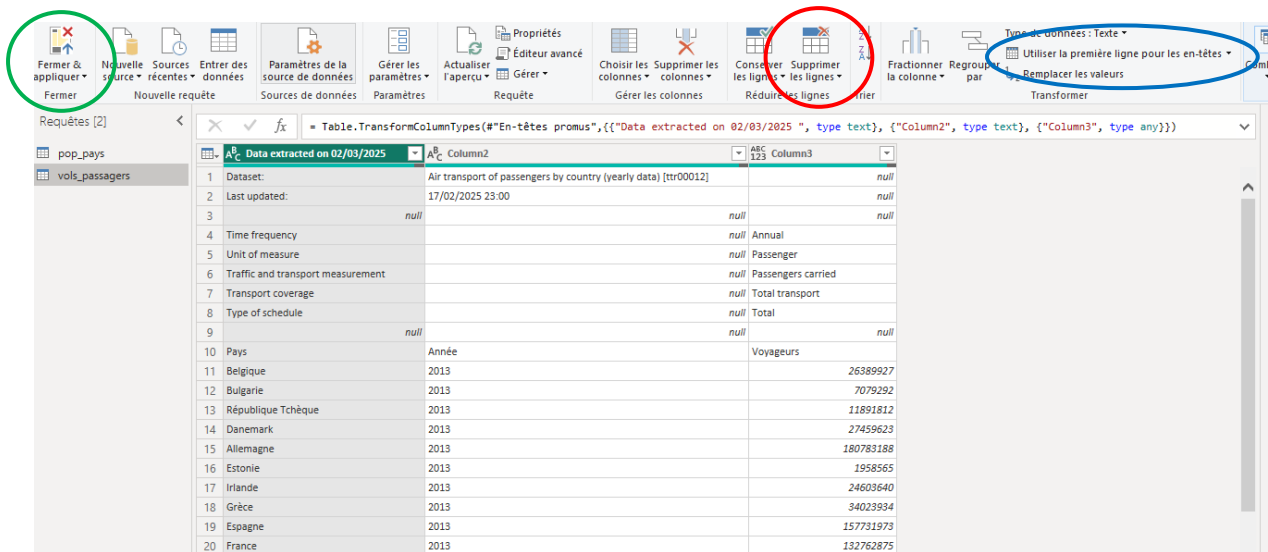 Fermer & appliquer
Fermer
Nouvelle source
Sources récentes
Entrer des données
Nouvelle requête
Paramètres de la source de données
Sources de données
Gérer les paramètres
Paramètres
Actualiser l'aperçu
Propriétés
Éditeur avancé
Gérer
Requête
Choisir les colonnes
Supprimer les colonnes
Gérer les colonnes
Conserver les lignes
Supprimer les lignes
Réduire les lignes
Trier
Fractionner la colonne
Regrouper par
Type de données : Texte
Utiliser la première ligne pour les en-têtes
Remplacer les valeurs
Transformer
Requêtes [2]
pop_pays
vols_passagers
fx
= Table.TransformColumnTypes(#"En-têtes promus",{{"Data extracted on 02/03/2025 ", type text}, {"Column2", type text}, {"Column3", type any}})
ABC Data extracted on 02/03/2025 ABC Column2 ABC 123 Column3
1 Dataset: Air transport of passengers by country (yearly data) [ttr00012] null
2 Last updated: 17/02/2025 23:00 null
3 null null null
4 Time frequency null Annual
5 Unit of measure null Passenger
6 Traffic and transport measurement null Passengers carried
7 Transport coverage null Total transport
8 Type of schedule null Total
9 null null null
10 Pays Année Voyageurs
11 Belgique 2013 26389927
12 Bulgarie 2013 7079292
13 République Tchèque 2013 11891812
14 Danemark 2013 27459623
15 Allemagne 2013 180783188
16 Estonie 2013 1958565
17 Irlande 2013 24603640
18 Grèce 2013 34023934
19 Espagne 2013 157731973
20 France 2013 132762875